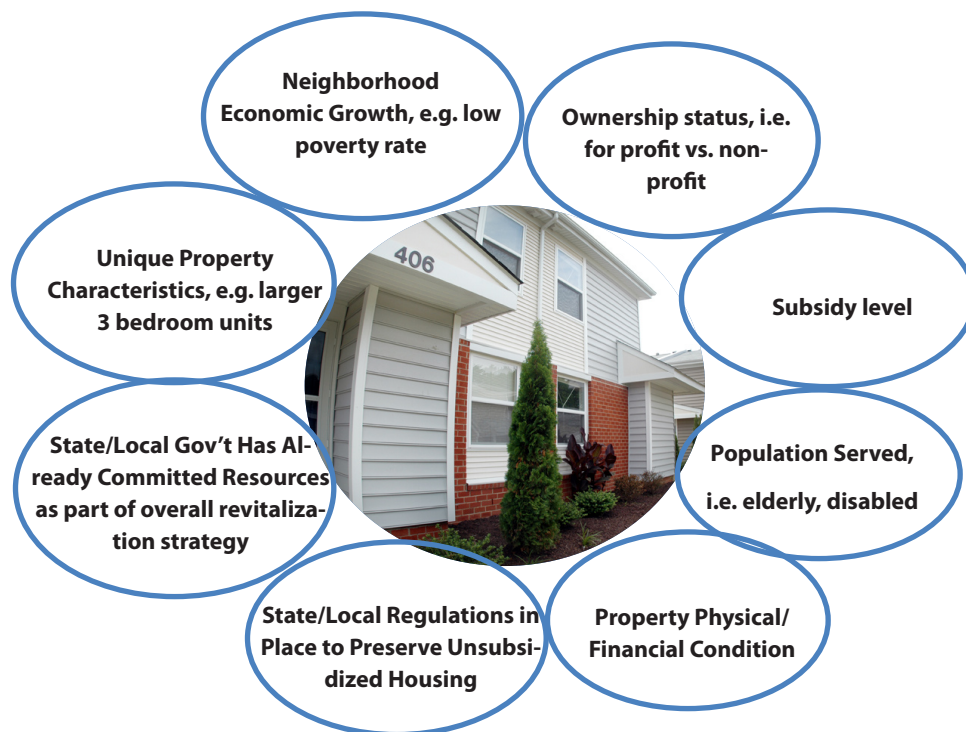 Neighborhood
Economic Growth, e.g. low
poverty rate
Ownership status, i.e.
for profit vs. non-
profit
Unique Property
Characteristics, e.g. larger
3 bedroom units
406
Subsidy level
State/Local Gov't Has Al-
ready Committed Resources
as part of overall revitaliza-
tion strategy
Population Served,
i.e. elderly, disabled
State/Local Regulations in
Place to Preserve Unsubsi-
dized Housing
Property Physical/
Financial Condition